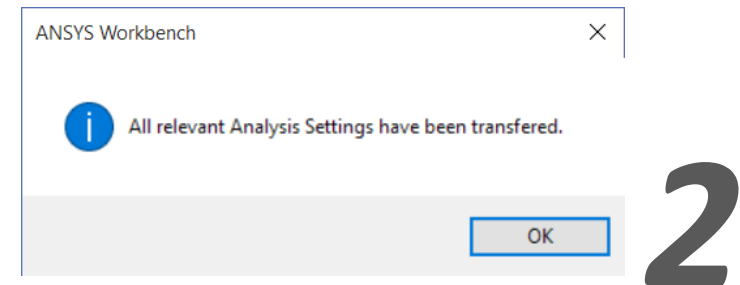 ANSYS Workbench
All relevant Analysis Settings have been transfered.
OK
2